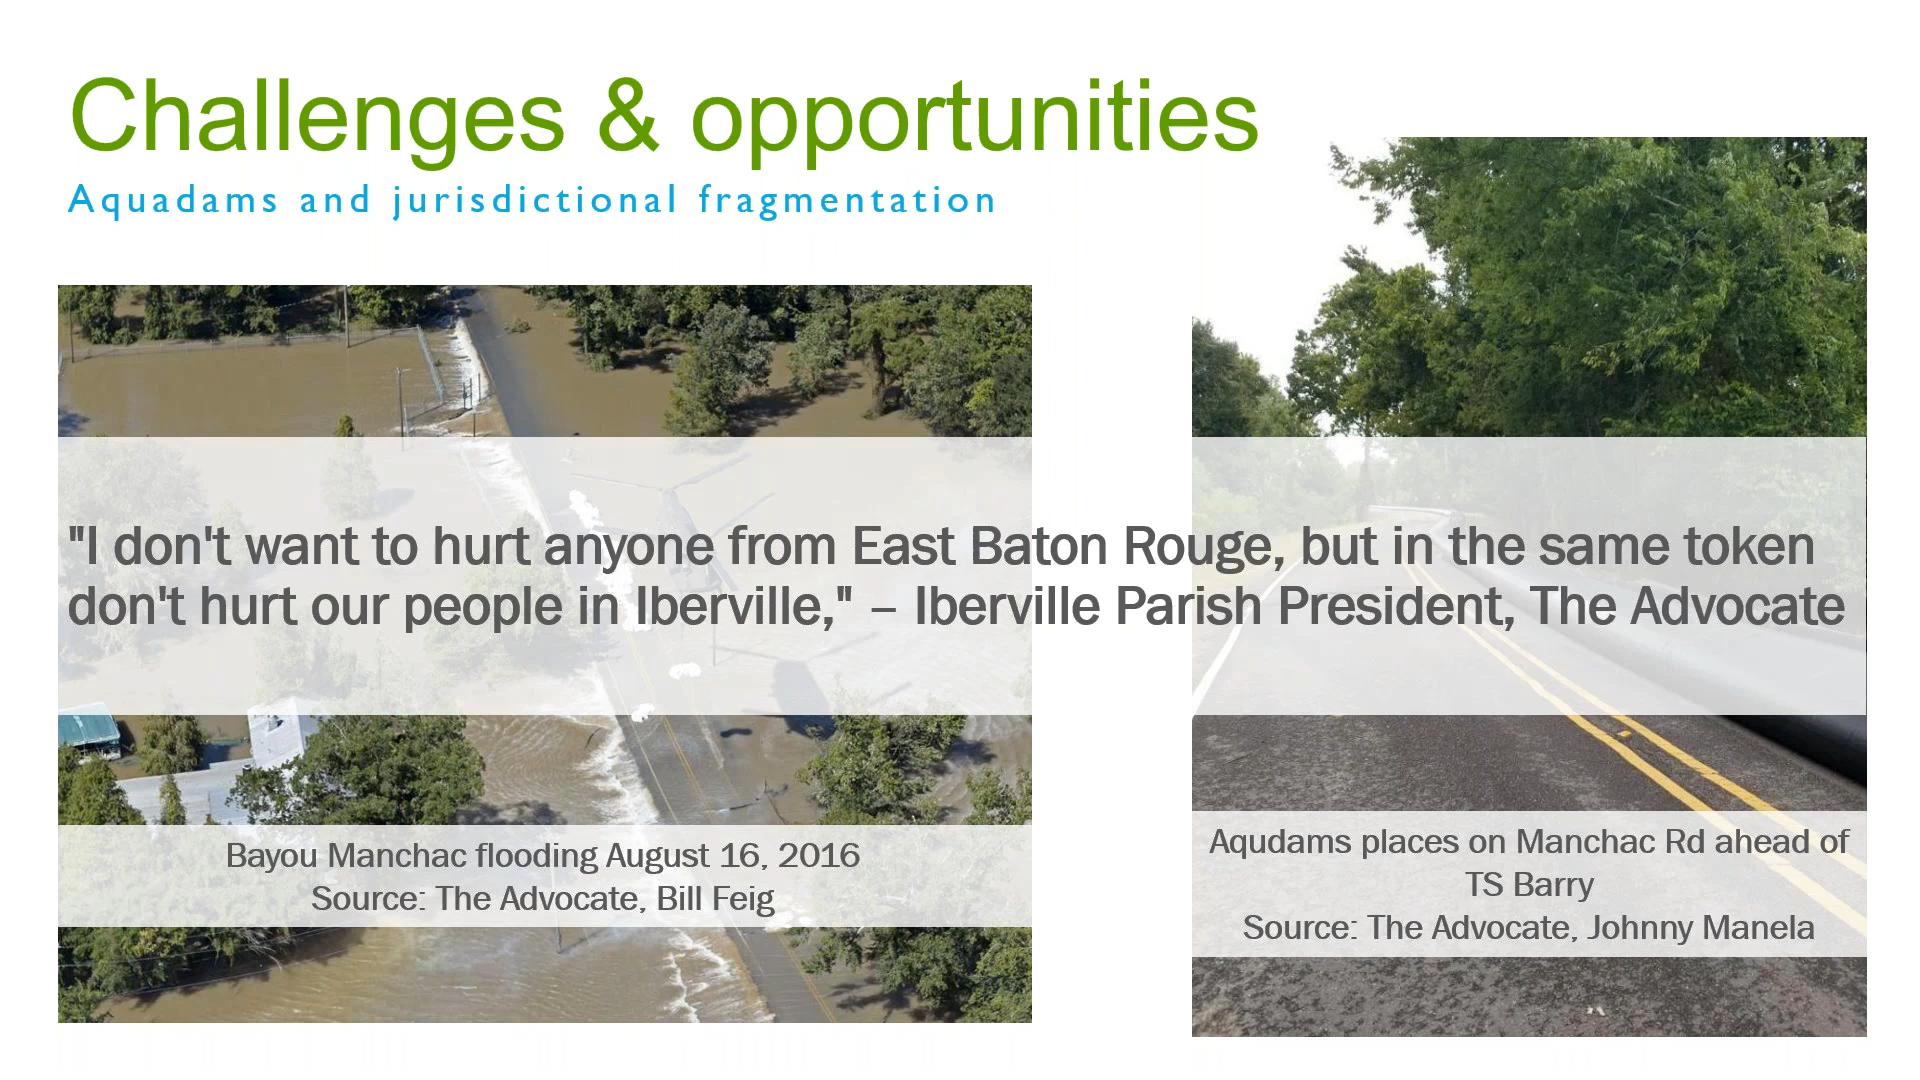 Challenges & opportunities
Aquadams and jurisdictional fragmentation
"I don't want to hurt anyone from East Baton Rouge, but in the same token
don't hurt our people in Iberville," – Iberville Parish President, The Advocate
Bayou Manchac flooding August 16, 2016
Source: The Advocate, Bill Feig
Aqudams places on Manchac Rd ahead of
TS Barry
Source: The Advocate, Johnny Manela